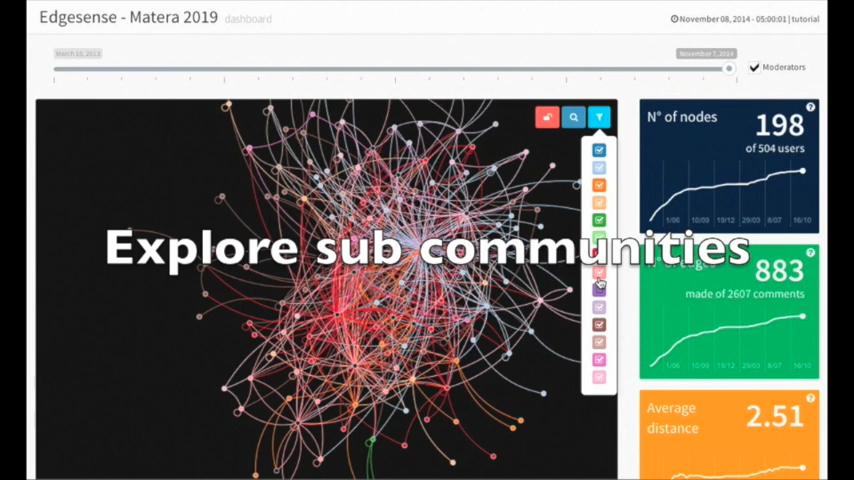 Edgesense - Matera 2019 dashboard
November 08, 2014 - 05:00:01 | tutorial
March 10, 2013
November 7, 2014
Moderators
N° of nodes
198
of 504 users
1/06 10/09 19/12 29/03 8/07 16/10
Explore sub communities
883
made of 2607 comments
1/06 10/09 19/12 29/03 8/07 16/10
Average
distance
2.51